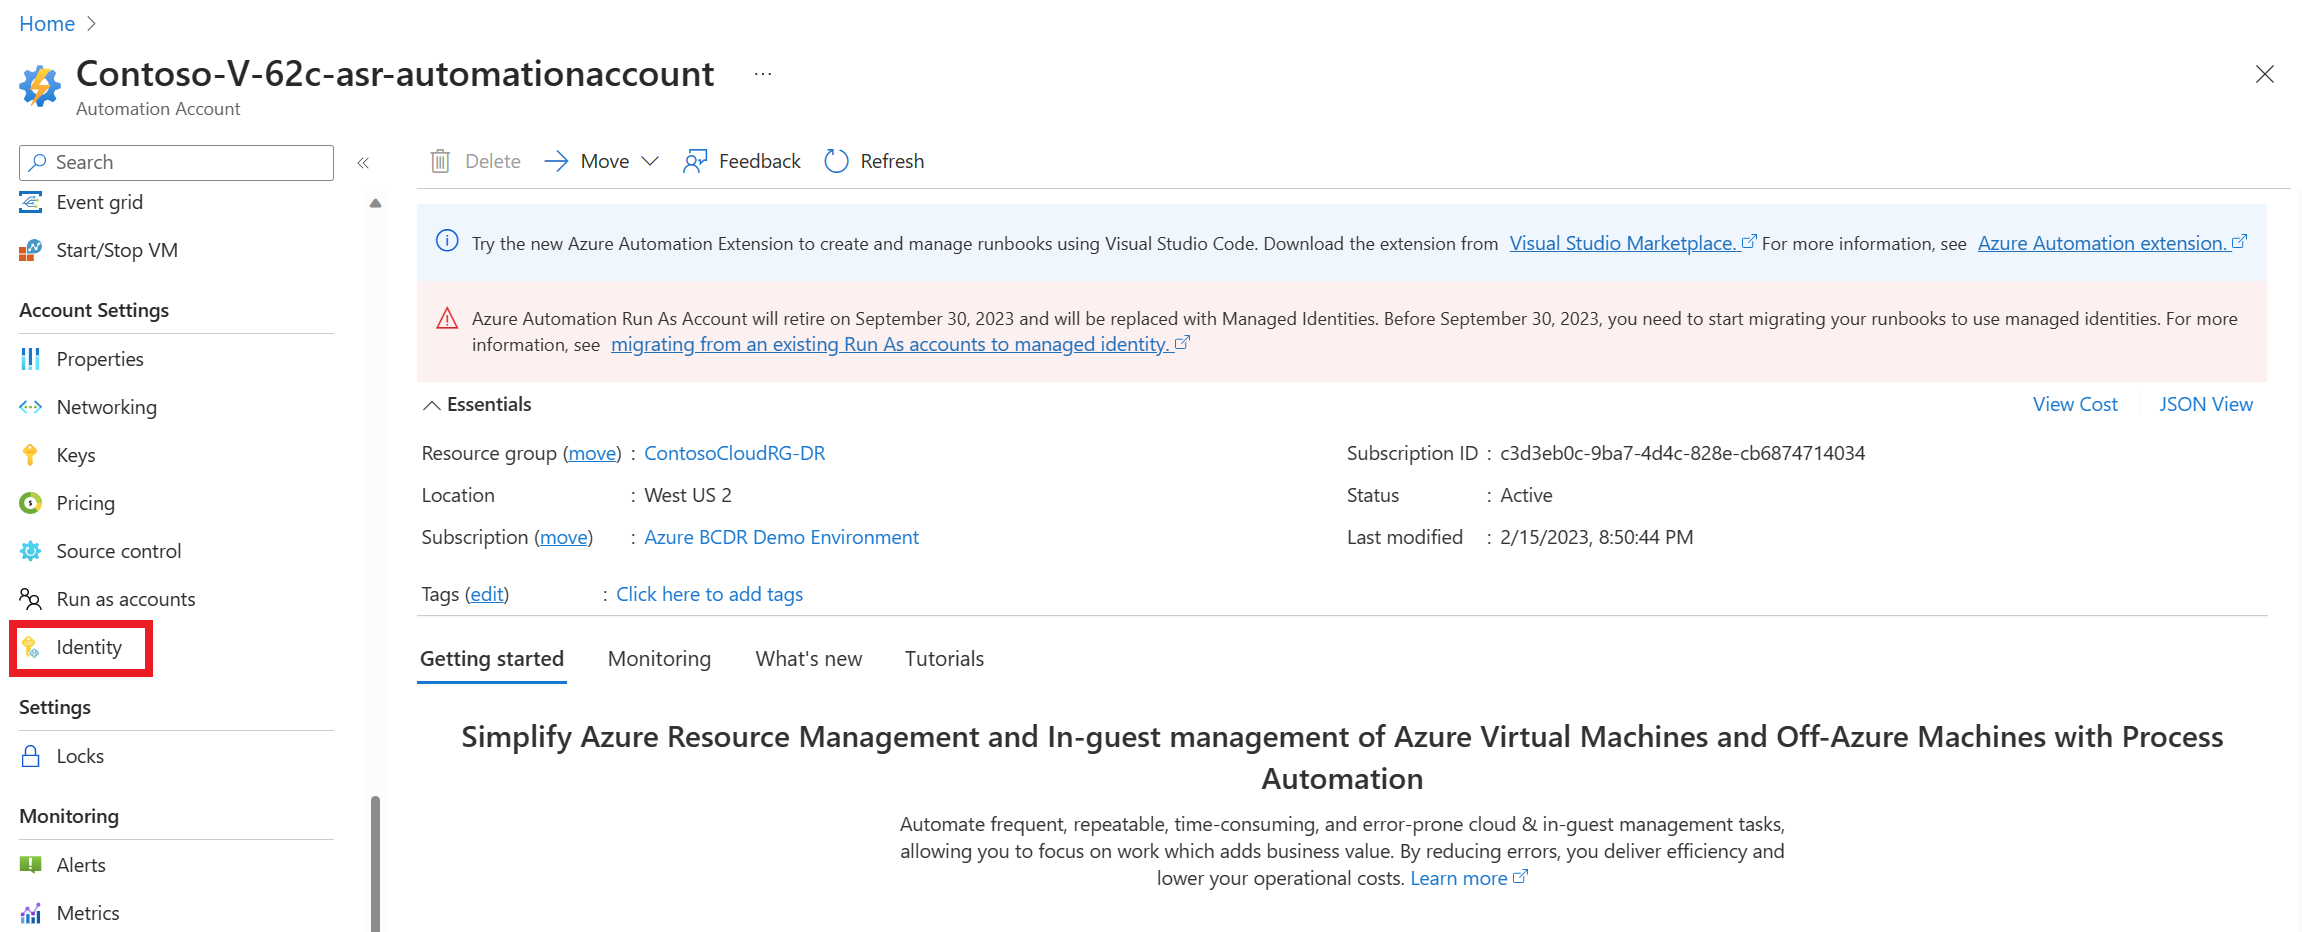 Home
Contoso-V-62c-asr-automationaccount ...
Automation Account
Search
Event grid
Start/Stop VM
Account Settings
Properties
Networking
Keys
Pricing
Source control
Run as accounts
Identity
Settings
Locks
Monitoring
Alerts
Metrics
Delete Move Feedback Refresh
Try the new Azure Automation Extension to create and manage runbooks using Visual Studio Code. Download the extension from Visual Studio Marketplace. For more information, see Azure Automation extension.
Azure Automation Run As Account will retire on September 30, 2023 and will be replaced with Managed Identities. Before September 30, 2023, you need to start migrating your runbooks to use managed identities. For more
information, see migrating from an existing Run As accounts to managed identity.
Essentials
View Cost JSON View
Resource group (move) : ContosoCloudRG-DR
Location : West US 2
Subscription (move) : Azure BCDR Demo Environment
Subscription ID : c3d3eb0c-9ba7-4d4c-828e-cb6874714034
Status : Active
Last modified : 2/15/2023, 8:50:44 PM
Tags (edit) : Click here to add tags
Getting started Monitoring What's new Tutorials
Simplify Azure Resource Management and In-guest management of Azure Virtual Machines and Off-Azure Machines with Process
Automation
Automate frequent, repeatable, time-consuming, and error-prone cloud & in-guest management tasks,
allowing you to focus on work which adds business value. By reducing errors, you deliver efficiency and
lower your operational costs. Learn more